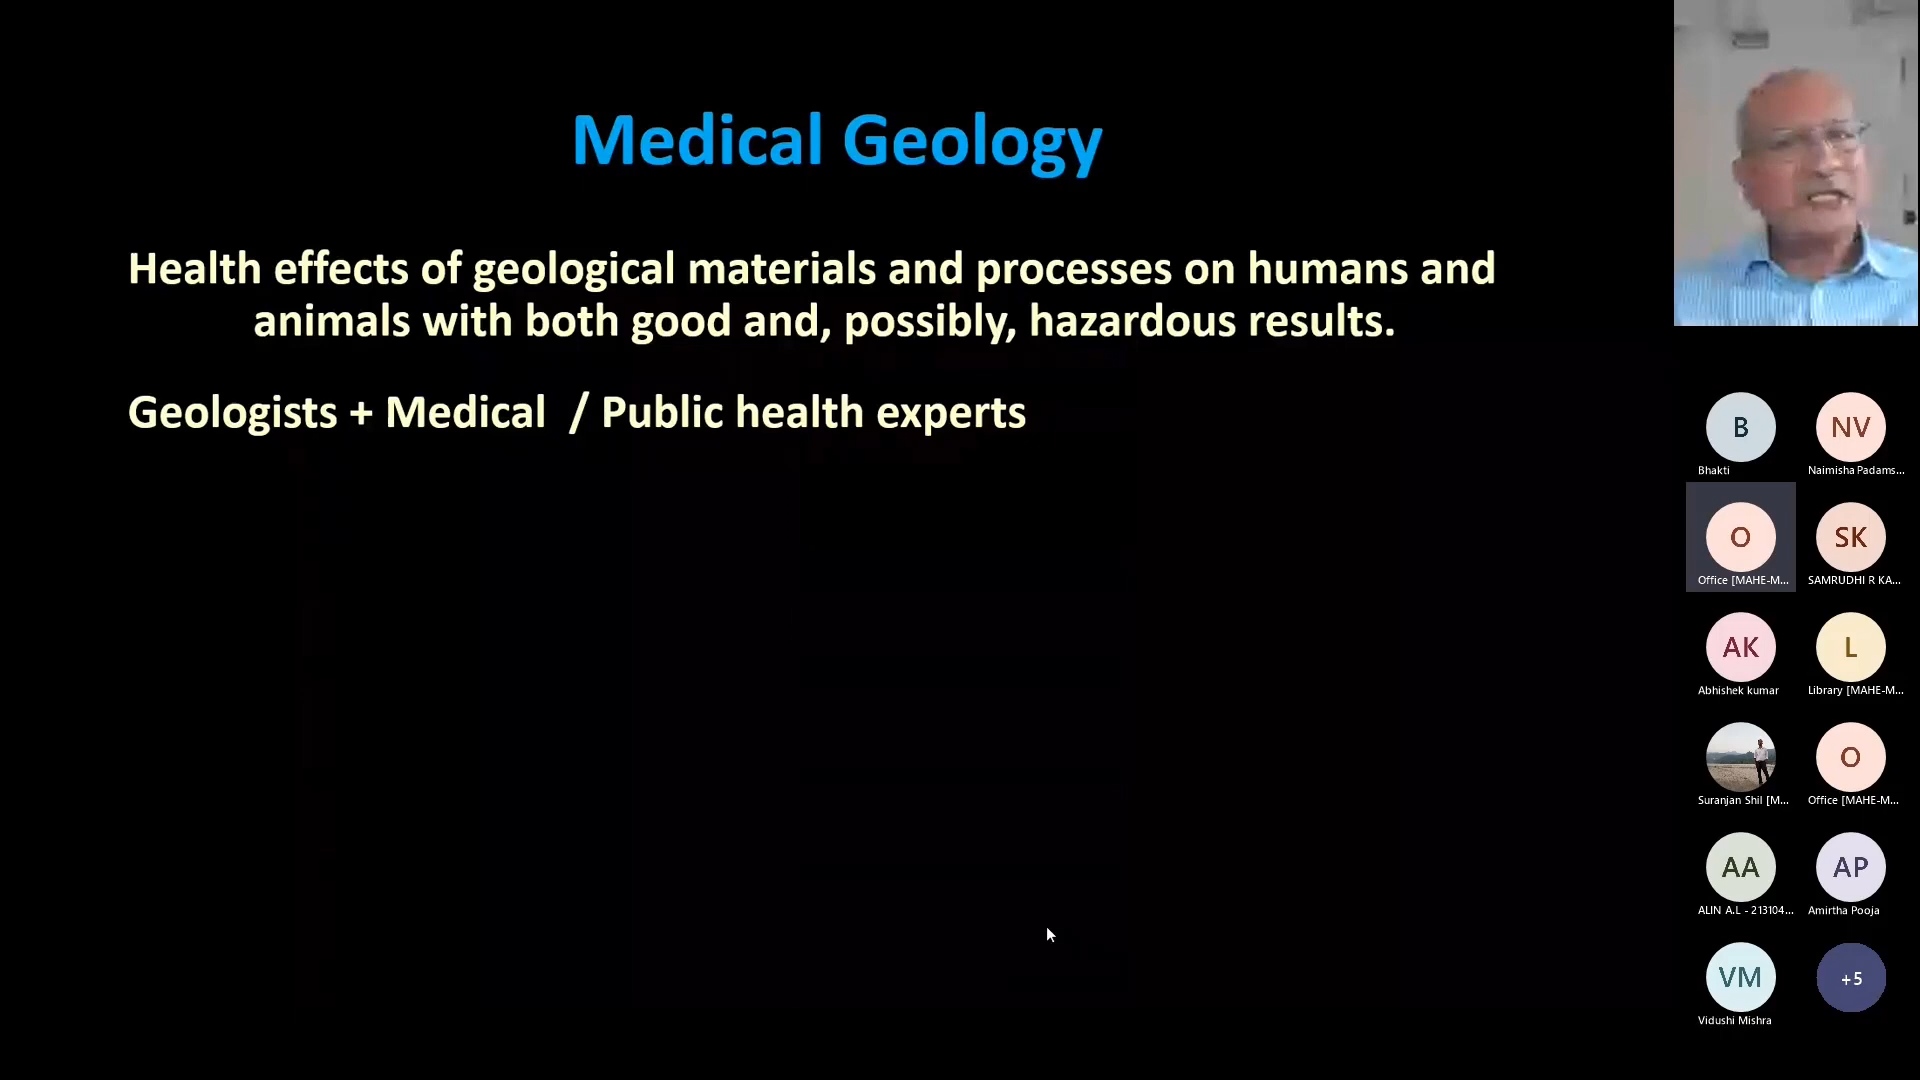 Medical Geology
Health effects of geological materials and processes on humans and
animals with both good and, possibly, hazardous results.
Geologists + Medical / Public health experts
B
NV
Bhakti
Naimisha Padams...
O
SK
Office [MAHE-M...
SAMRUDHI R KA...
AK
L
Abhishek kumar
Library [MAHE-M...
Suranjan Shil [M...
O
Office [MAHE-M...
AA
AP
ALIN A.L - 213104...
Amirtha Pooja
VM
+5
Vidushi Mishra